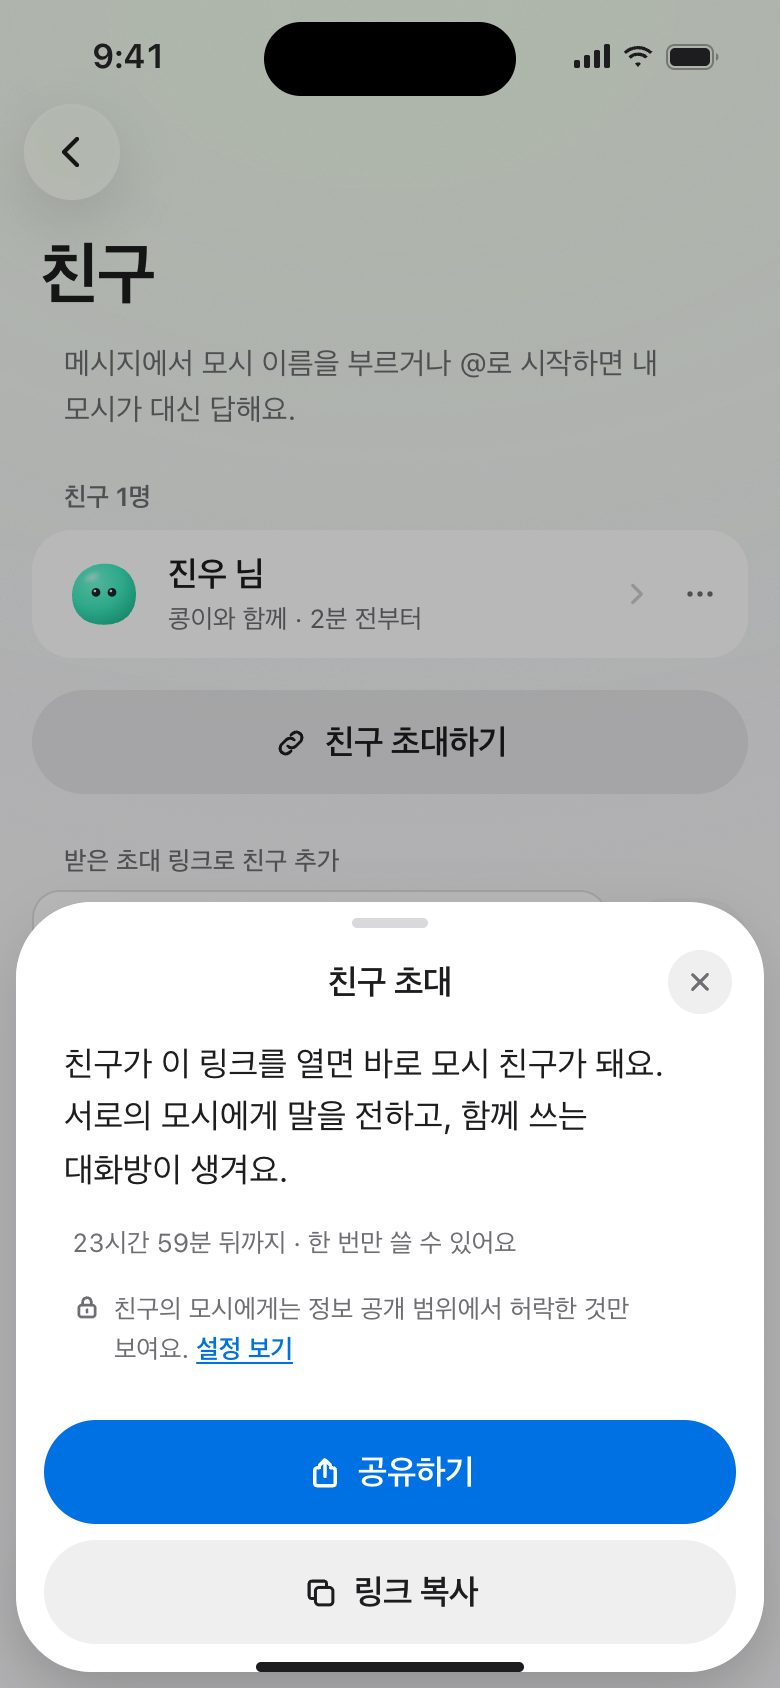 9:41
친구
메시지에서 모시 이름을 부르거나 @로 시작하면 내
모시가 대신 답해요.
친구 1명
진우 님
콩이와 함께 · 2분 전부터
친구 초대하기
받은 초대 링크로 친구 추가
친구 초대
친구가 이 링크를 열면 바로 모시 친구가 돼요.
서로의 모시에게 말을 전하고, 함께 쓰는
대화방이 생겨요.
23시간 59분 뒤까지 · 한 번만 쓸 수 있어요
친구의 모시에게는 정보 공개 범위에서 허락한 것만
보여요. 설정 보기
공유하기
링크 복사